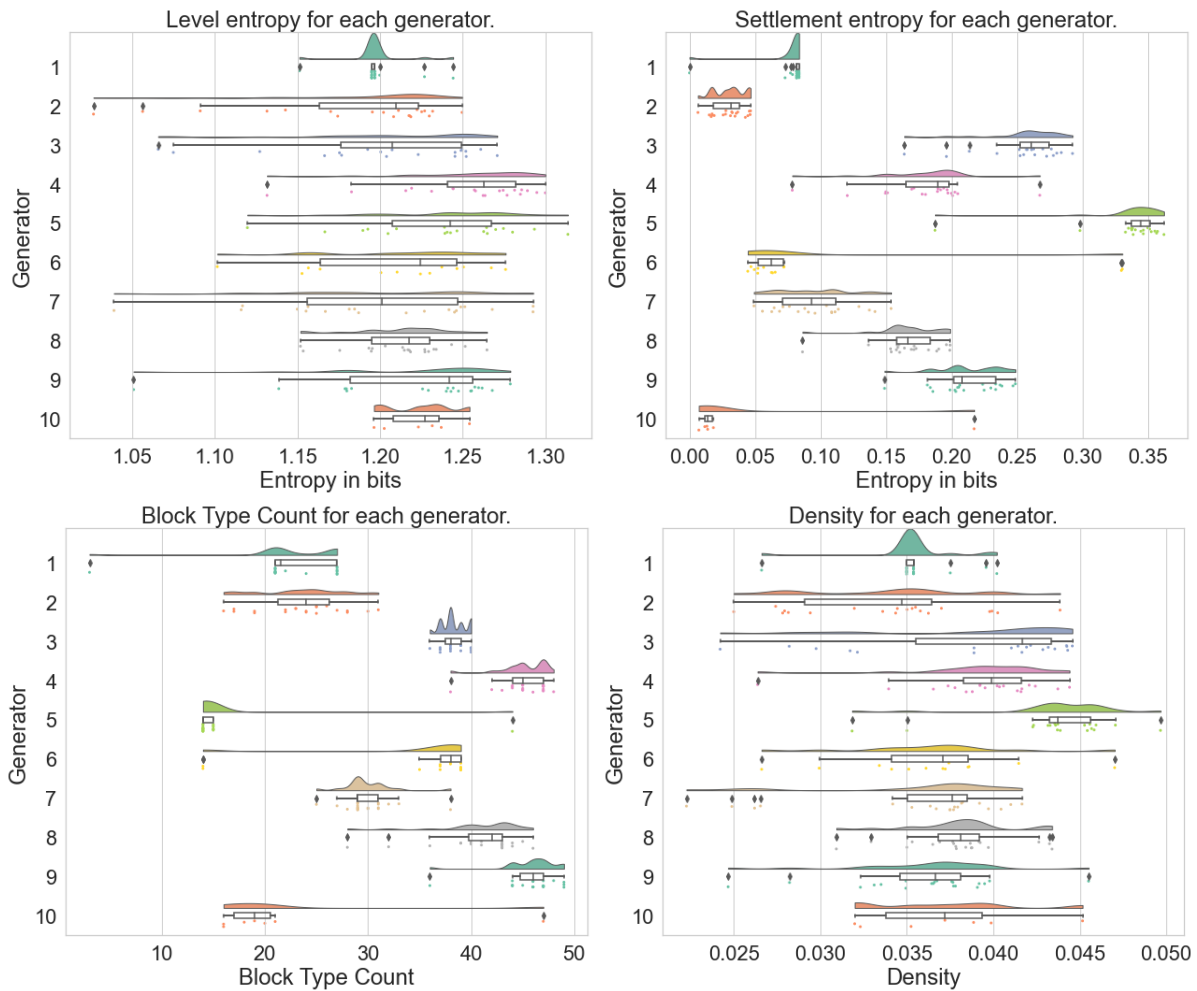 Level entropy for each generator.
Generator
1
2
3
4
5
6
7
8
9
10
1.05 1.10 1.15 1.20 1.25 1.30
Entropy in bits
Settlement entropy for each generator.
Generator
1
2
3
4
5
6
7
8
9
10
0.00 0.05 0.10 0.15 0.20 0.25 0.30 0.35
Entropy in bits
Block Type Count for each generator.
Generator
1
2
3
4
5
6
7
8
9
10
10 20 30 40 50
Block Type Count
Density for each generator.
Generator
1
2
3
4
5
6
7
8
9
10
0.025 0.030 0.035 0.040 0.045 0.050
Density